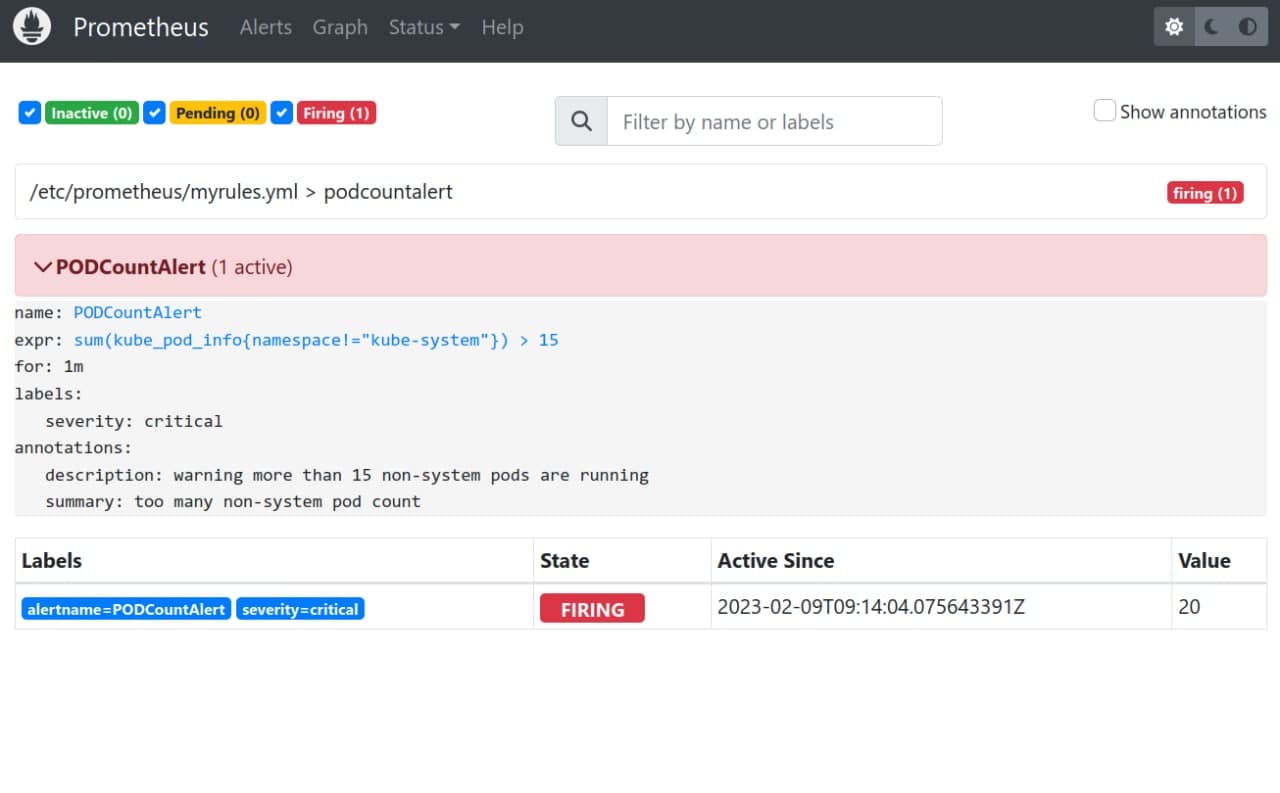 Prometheus Alerts Graph Status Help
Inactive (0) Pending (0) Firing (1) Filter by name or labels Show annotations
/etc/prometheus/myrules.yml > podcountalert firing (1)
PODCountAlert (1 active)
name: PODCountAlert
expr: sum(kube_pod_info{namespace!="kube-system"}) > 15
for: 1m
labels:
severity: critical
annotations:
description: warning more than 15 non-system pods are running
summary: too many non-system pod count
Labels State Active Since Value
alertname=PODCountAlert severity=critical FIRING 2023-02-09T09:14:04.075643391Z 20